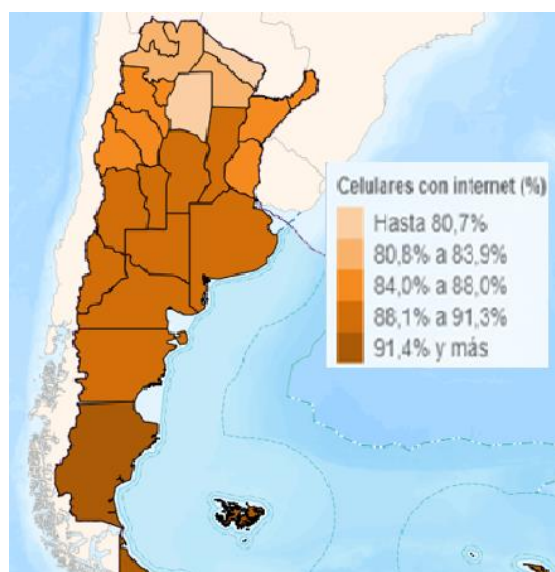 Celulares con internet (%)
Hasta 80,7%
80,8% a 83,9%
84,0% a 88,0%
88,1% a 91,3%
91,4% y más